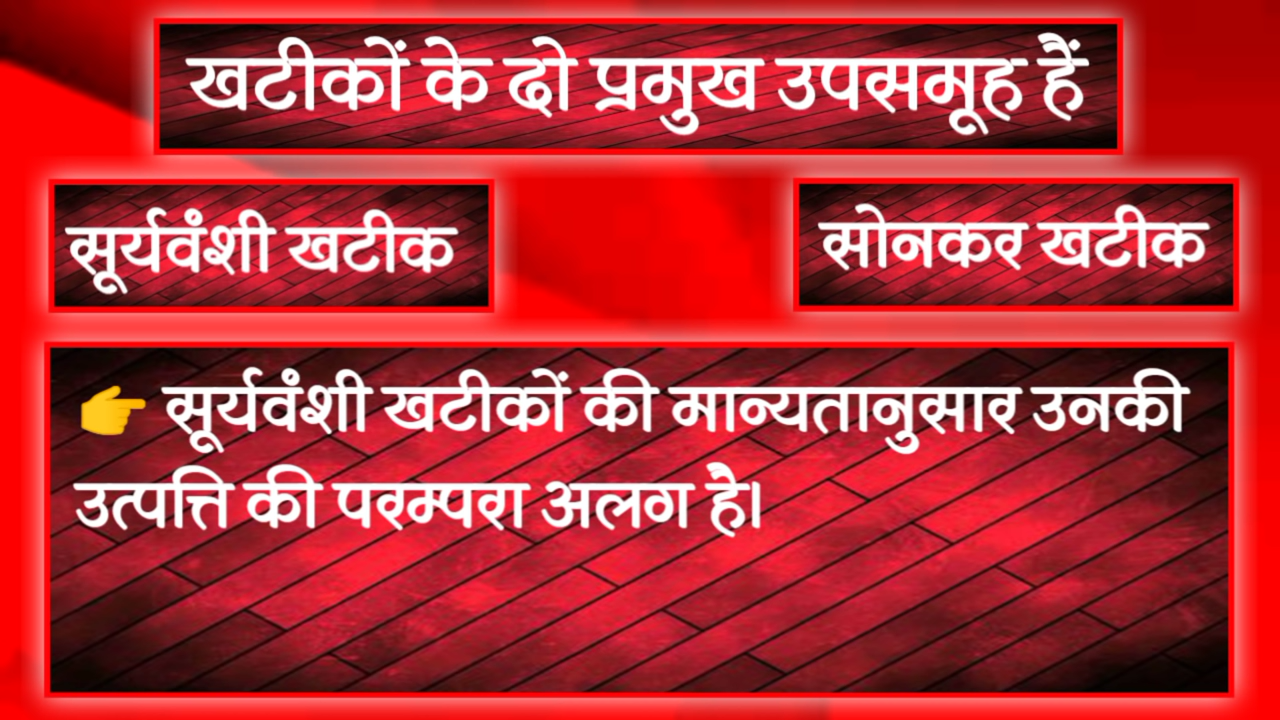 खटीकों के दो प्रमुख उपसमूह हैं
सूर्यवंशी खटीक
सोनकर खटीक
👉 सूर्यवंशी खटीकों की मान्यतानुसार उनकी
उत्पत्ति की परम्परा अलग है।